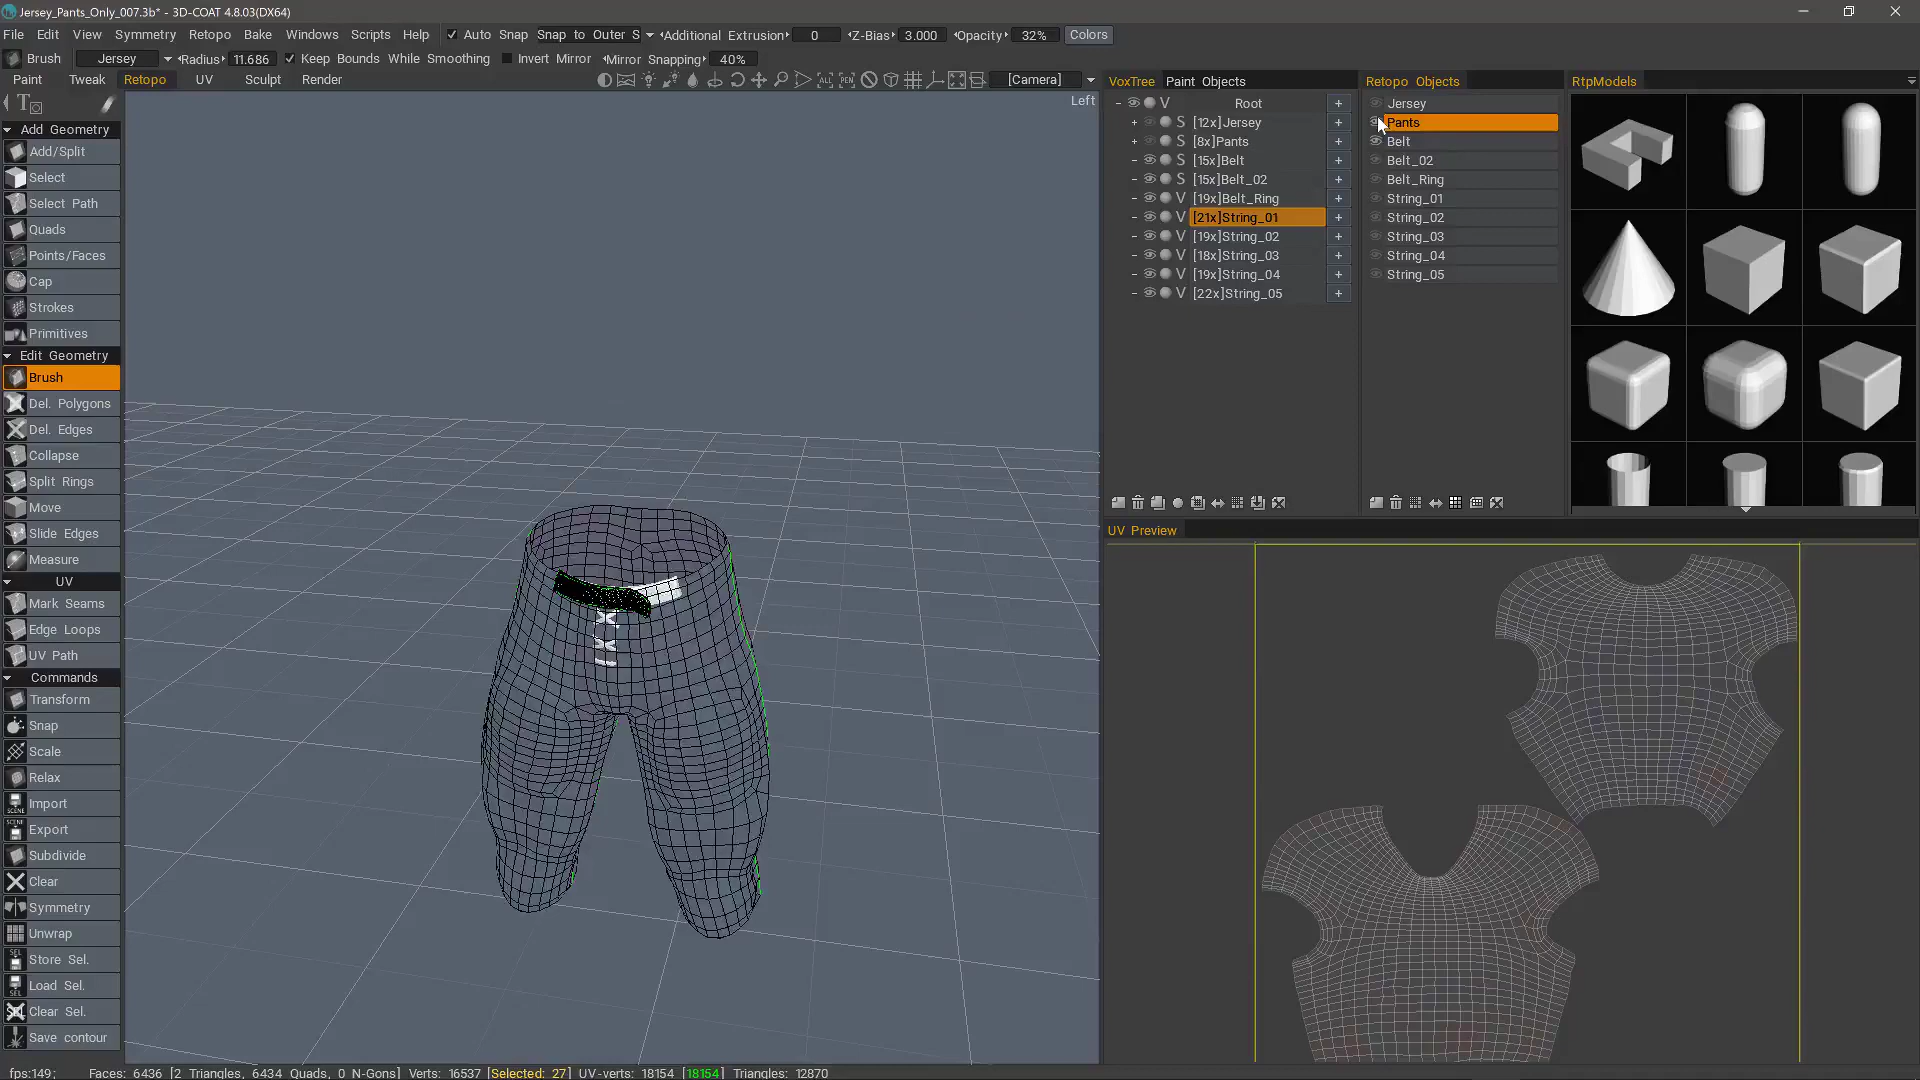 Jersey_Pants_Only_007.3b* - 3D-COAT 4.8.03(DX64)
File Edit View Symmetry Retopo Bake Windows Scripts Help Auto Snap Snap to Outer S Additional Extrusion 0 Z-Bias 3.000 Opacity 32% Colors
Brush Jersey Radius 11.686 Keep Bounds While Smoothing Invert Mirror Mirror Snapping 40%
Paint Tweak Retopo UV Sculpt Render ALL PEN [Camera]
Left
Add Geometry
Add/Split
Select
Select Path
Quads
Points/Faces
Cap
Strokes
Primitives
Edit Geometry
Brush
Del. Polygons
Del. Edges
Collapse
Split Rings
Move
Slide Edges
Measure
UV
Mark Seams
Edge Loops
UV Path
Commands
Transform
Snap
Scale
Relax
SCENE Import
SCENE Export
Subdivide
Clear
Symmetry
Unwrap
SEL Store Sel.
SEL Load Sel.
SEL Clear Sel.
Save contour
VoxTree Paint Objects
V Root +
+ S [12x]Jersey +
+ S [8x]Pants +
- S [15x]Belt +
- S [15x]Belt_02 +
- V [19x]Belt_Ring +
- V [21x]String_01 +
- V [19x]String_02 +
- V [18x]String_03 +
- V [19x]String_04 +
- V [22x]String_05 +
Retopo Objects
Jersey
Pants
Belt
Belt_02
Belt_Ring
String_01
String_02
String_03
String_04
String_05
RtpModels
UV Preview
fps:149; Faces: 6436 [2 Triangles, 6434 Quads, 0 N-Gons] Verts: 16537 [Selected: 27] UV-verts: 18154 [18154] Triangles: 12870